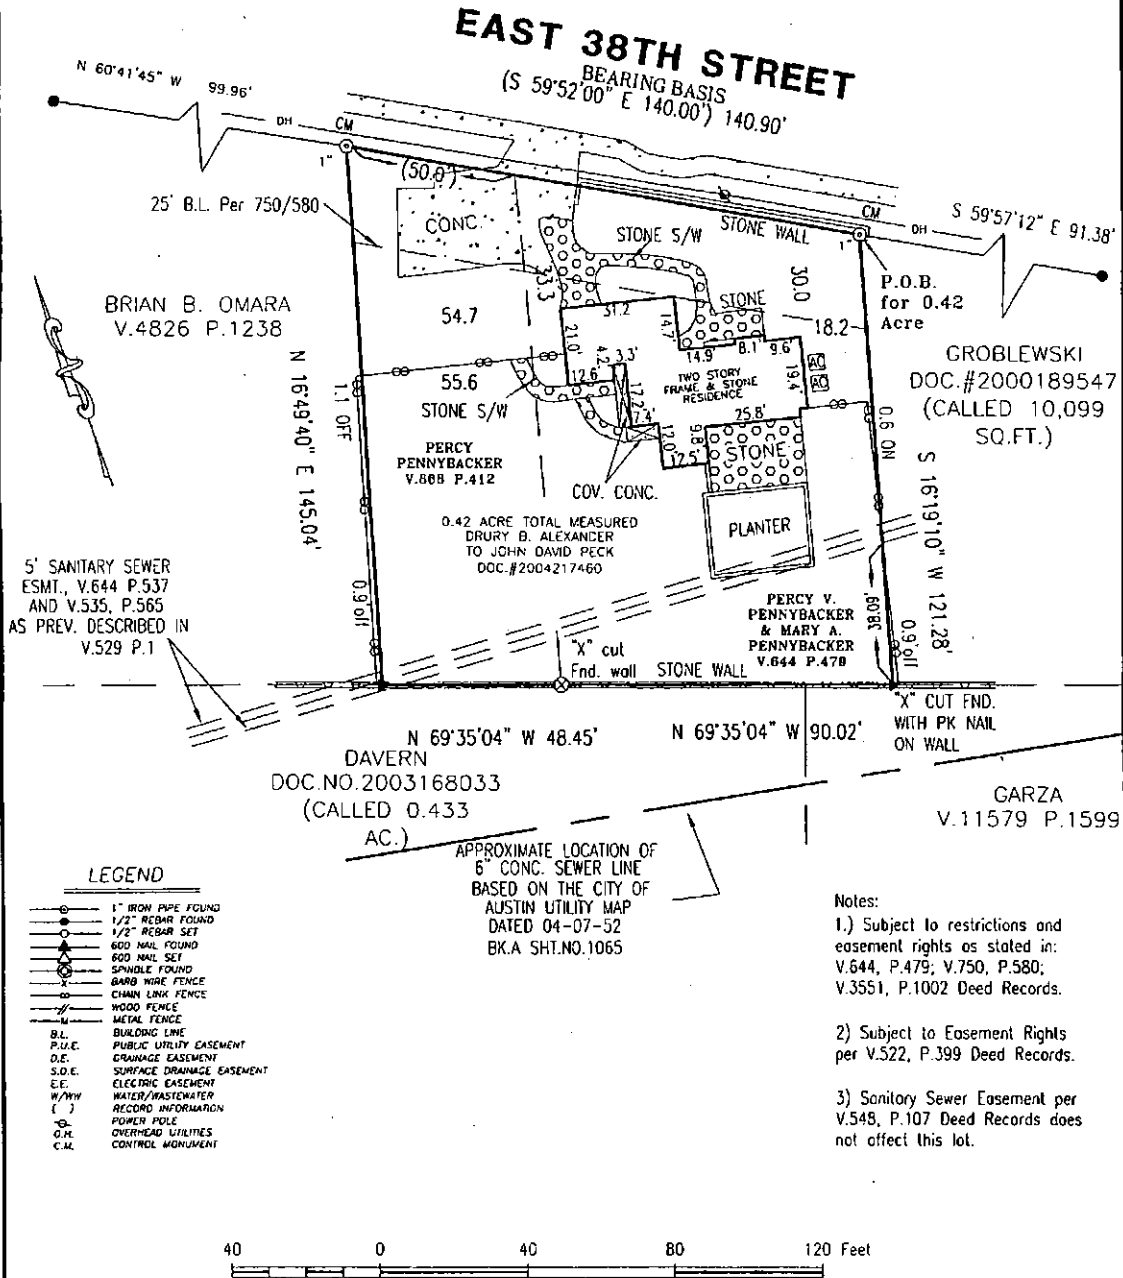 EAST 38TH STREET
BEARING BASIS
(S 59°52'00" E 140.00') 140.90'
N 60°41'45" W 99.96'
OH
CM
1"
(50.0')
25' B.L. Per 750/580
CONC.
STONE S/W
STONE WALL
CM
1"
OH
S 59°57'12" E 91.38'
P.O.B.
for 0.42
Acre
BRIAN B. OMARA
V.4826 P.1238
54.7
33.3
31.2
STONE
30.0
18.2
14.7'
21.0'
4.2'
3.3'
14.9'
8.1'
9.6'
19.4'
AC
AC
GROBLEWSKI
DOC.#2000189547
(CALLED 10,099
SQ.FT.)
55.6
12.6'
TWO STORY
FRAME & STONE
RESIDENCE
STONE S/W
17.2'
7.4'
25.8'
12.0'
9.8'
12.5'
STONE
N 16°49'40" E 145.04'
1.1 OFF
0.6 ON
S 16°19'10" W 121.28'
PERCY
PENNYBACKER
V.868 P.412
COV. CONC.
PLANTER
0.42 ACRE TOTAL MEASURED
DRURY B. ALEXANDER
TO JOHN DAVID PECK
DOC.#2004217460
5' SANITARY SEWER
ESMT., V.644 P.537
AND V.535, P.565
AS PREV. DESCRIBED IN
V.529 P.1
0.9' off
PERCY V.
PENNYBACKER
& MARY A.
PENNYBACKER
V.644 P.479
0.9' off
"X" cut
Fnd. wall
STONE WALL
"X" CUT FND.
WITH PK NAIL
ON WALL
N 69°35'04" W 48.45'
N 69°35'04" W 90.02'
DAVERN
DOC.NO.2003168033
(CALLED 0.433
AC.)
GARZA
V.11579 P.1599
APPROXIMATE LOCATION OF
6" CONC. SEWER LINE
BASED ON THE CITY OF
AUSTIN UTILITY MAP
DATED 04-07-52
BK.A SHT.NO.1065
LEGEND
1" IRON PIPE FOUND
1/2" REBAR FOUND
1/2" REBAR SET
60D NAIL FOUND
60D NAIL SET
SPINDLE FOUND
BARB WIRE FENCE
CHAIN LINK FENCE
WOOD FENCE
METAL FENCE
B.L. BUILDING LINE
P.U.E. PUBLIC UTILITY EASEMENT
D.E. DRAINAGE EASEMENT
S.D.E. SURFACE DRAINAGE EASEMENT
E.E. ELECTRIC EASEMENT
W/WW WATER/WASTEWATER
( ) RECORD INFORMATION
POWER POLE
O.H. OVERHEAD UTILITIES
C.M. CONTROL MONUMENT
Notes:
1.) Subject to restrictions and
easement rights as stated in:
V.644, P.479; V.750, P.580;
V.3551, P.1002 Deed Records.
2) Subject to Easement Rights
per V.522, P.399 Deed Records.
3) Sanitary Sewer Easement per
V.548, P.107 Deed Records does
not affect this lot.
40 0 40 80 120 Feet